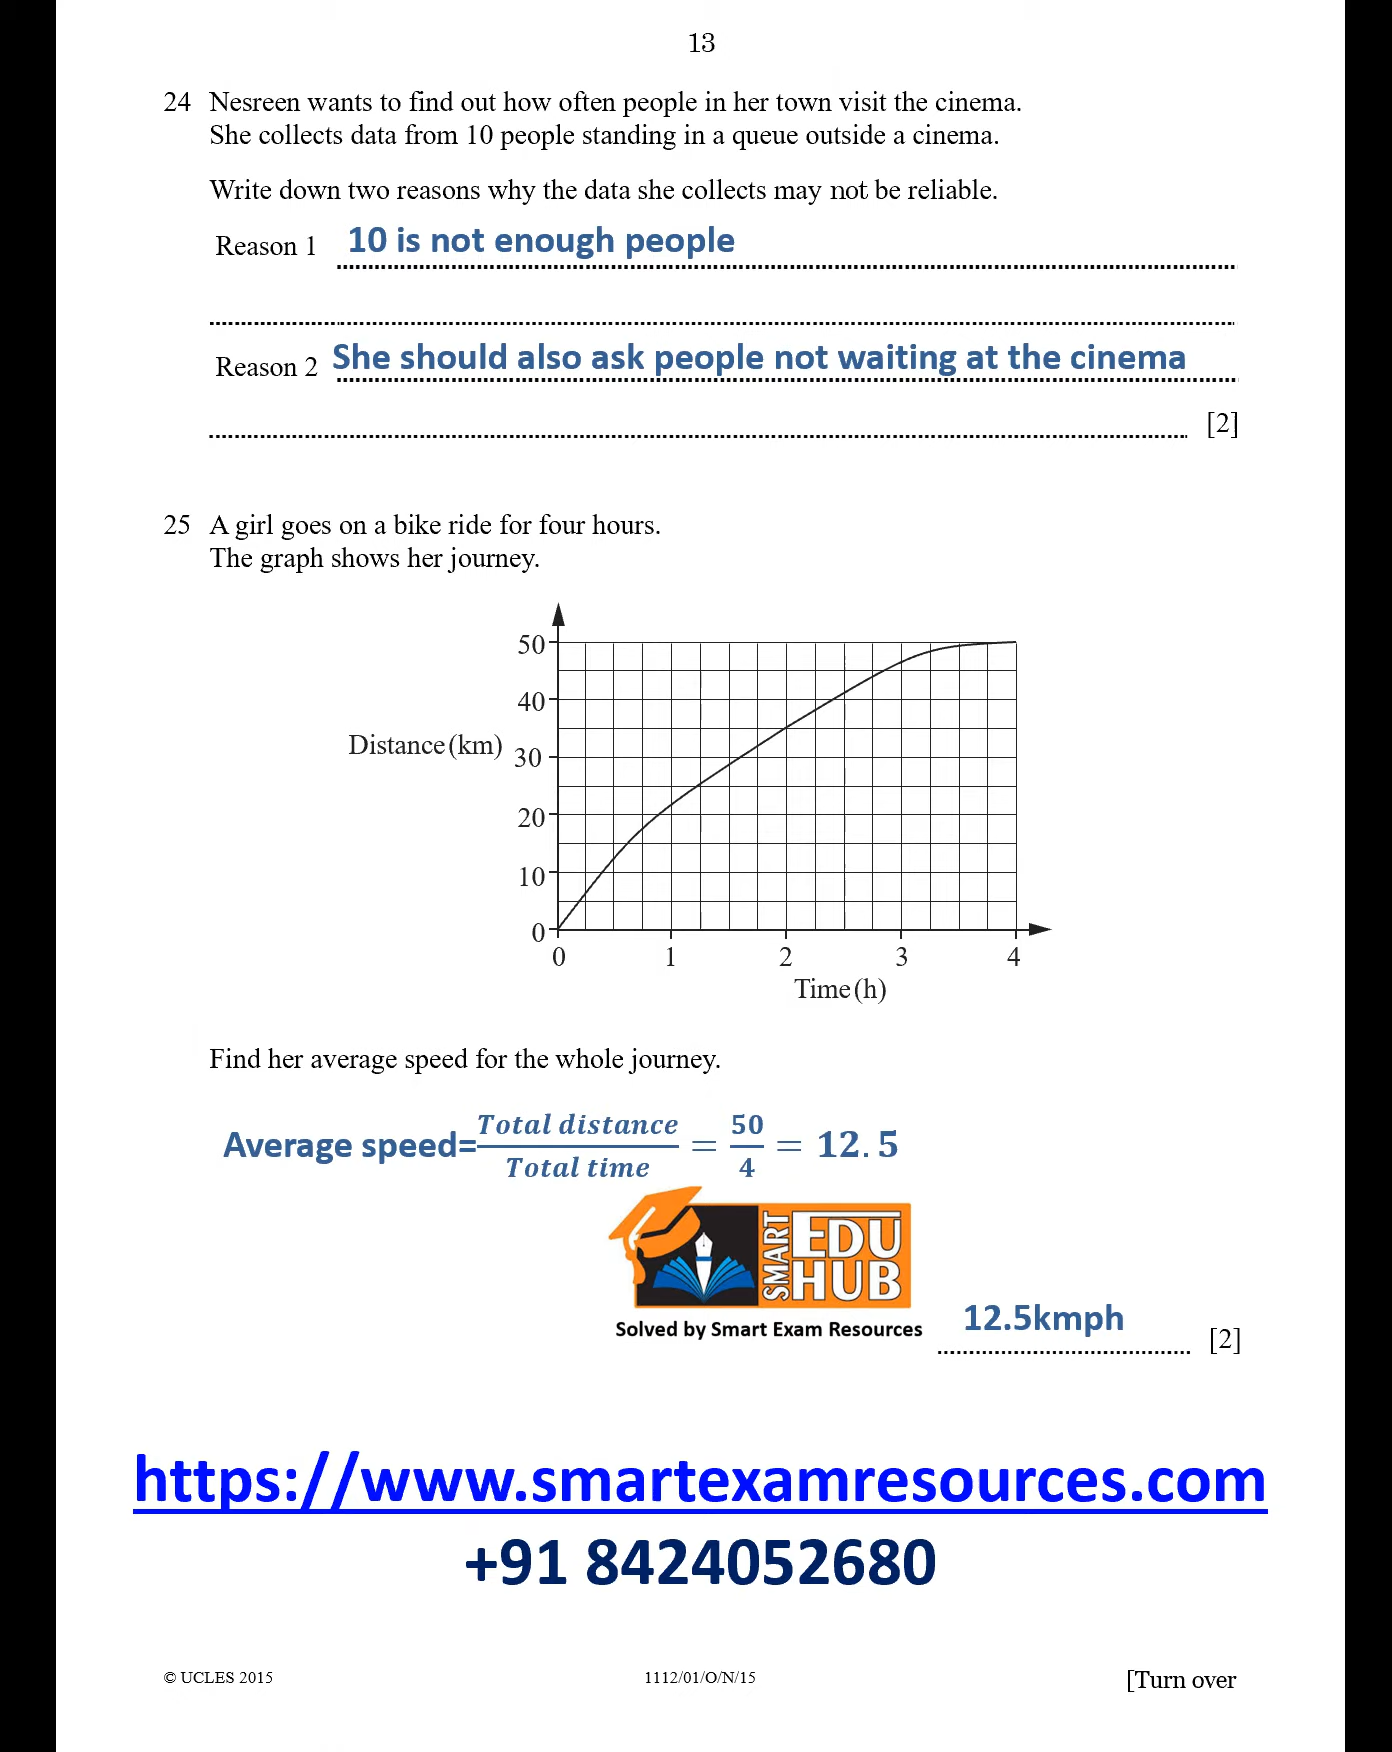 13
24 Nesreen wants to find out how often people in her town visit the cinema.
She collects data from 10 people standing in a queue outside a cinema.
Write down two reasons why the data she collects may not be reliable.
Reason 1 10 is not enough people
Reason 2 She should also ask people not waiting at the cinema
[2]
25 A girl goes on a bike ride for four hours.
The graph shows her journey.
50
40
Distance (km) 30
20
10
0
0 1 2 3 4
Time (h)
Find her average speed for the whole journey.
Average speed= Total distance / Total time = 50 / 4 = 12.5
SMART EDU HUB
Solved by Smart Exam Resources
12.5kmph [2]
https://www.smartexamresources.com
+91 8424052680
© UCLES 2015 1112/01/O/N/15 [Turn over